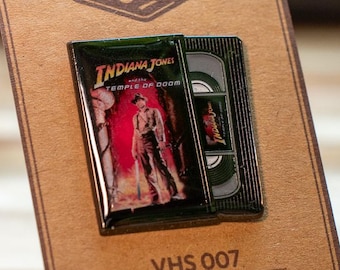 INDIANA JONES
and the
TEMPLE OF DOOM
VHS 007